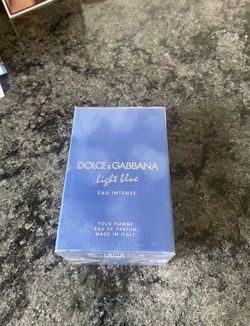 DOLCE & GABBANA
light blue
EAU INTENSE
POUR HOMME
EAU DE PARFUM
MADE IN ITALY